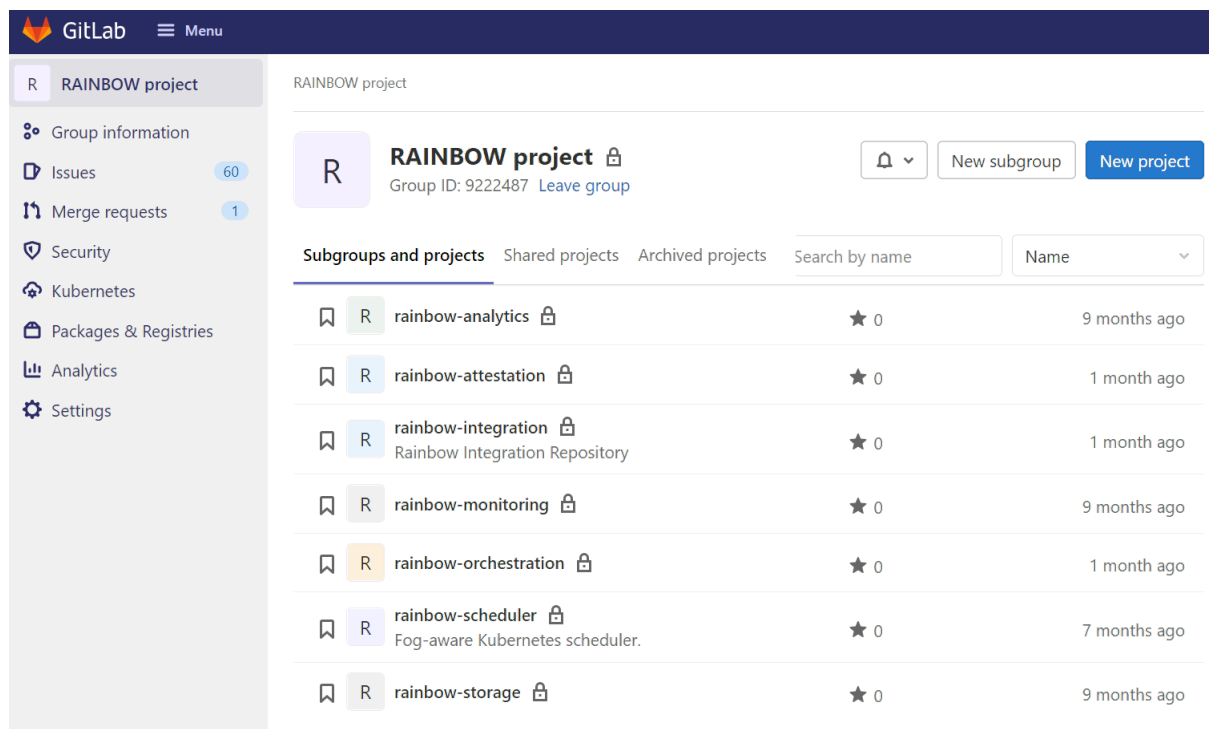 GitLab Menu
R RAINBOW project
Group information
Issues 60
Merge requests 1
Security
Kubernetes
Packages & Registries
Analytics
Settings
RAINBOW project
R
RAINBOW project
Group ID: 9222487 Leave group
New subgroup
New project
Subgroups and projects Shared projects Archived projects
Search by name
Name
R rainbow-analytics 0 9 months ago
R rainbow-attestation 0 1 month ago
R rainbow-integration 0 1 month ago
Rainbow Integration Repository
R rainbow-monitoring 0 9 months ago
R rainbow-orchestration 0 1 month ago
R rainbow-scheduler 0 7 months ago
Fog-aware Kubernetes scheduler.
R rainbow-storage 0 9 months ago